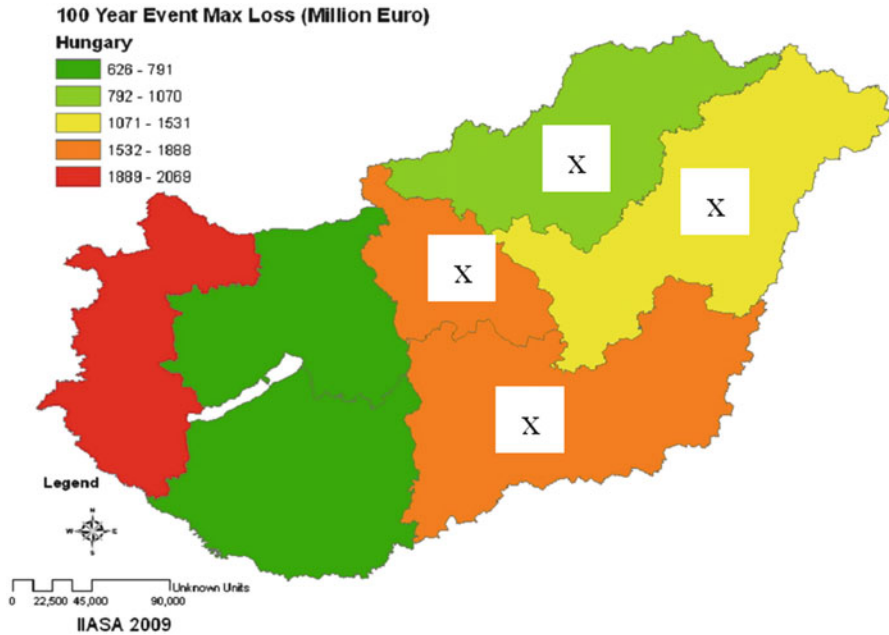 100 Year Event Max Loss (Million Euro)
Hungary
626 - 791
792 - 1070
1071 - 1531
1532 - 1888
1889 - 2069
X
X
X
X
Legend
N
W E
S
Unknown Units
0 22,500 45,000 90,000
IIASA 2009